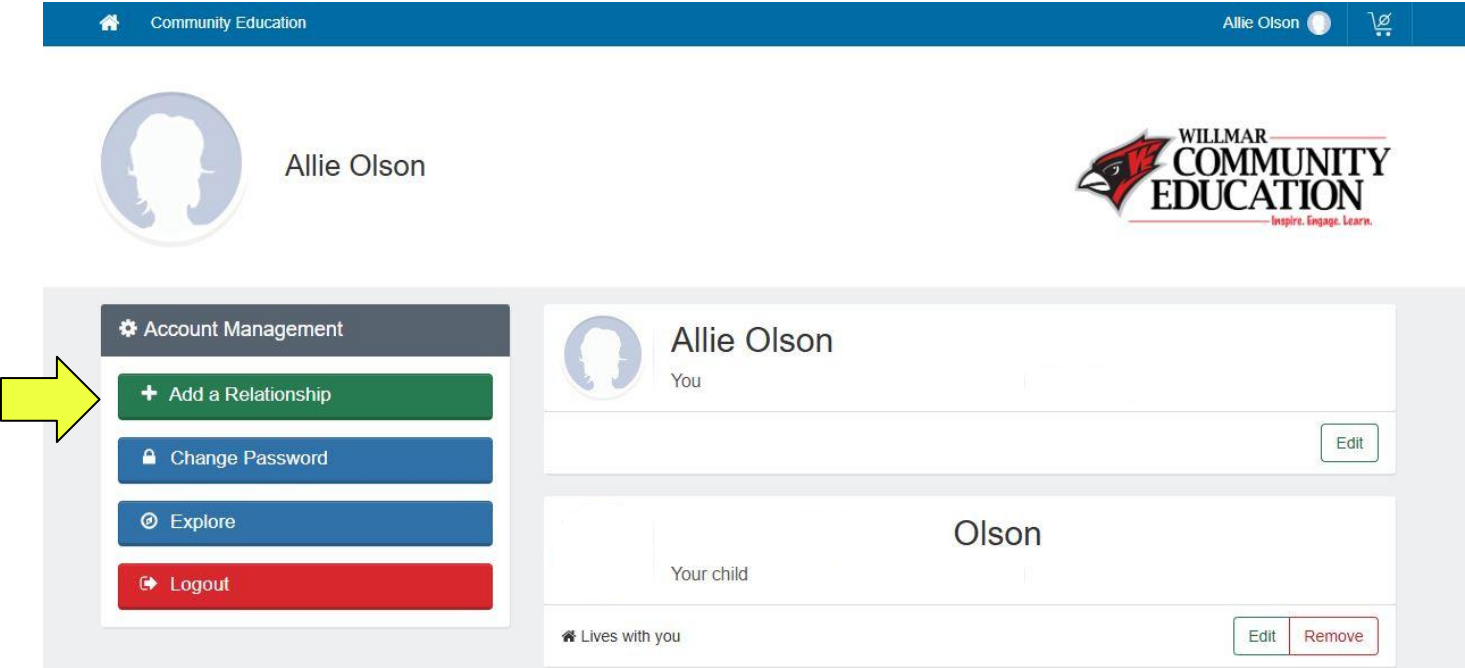 Community Education
Allie Olson
Allie Olson
WILLMAR
COMMUNITY
EDUCATION
Inspire. Engage. Learn.
Account Management
Add a Relationship
Change Password
Explore
Logout
Allie Olson
You
Edit
Olson
Your child
Lives with you
Edit Remove